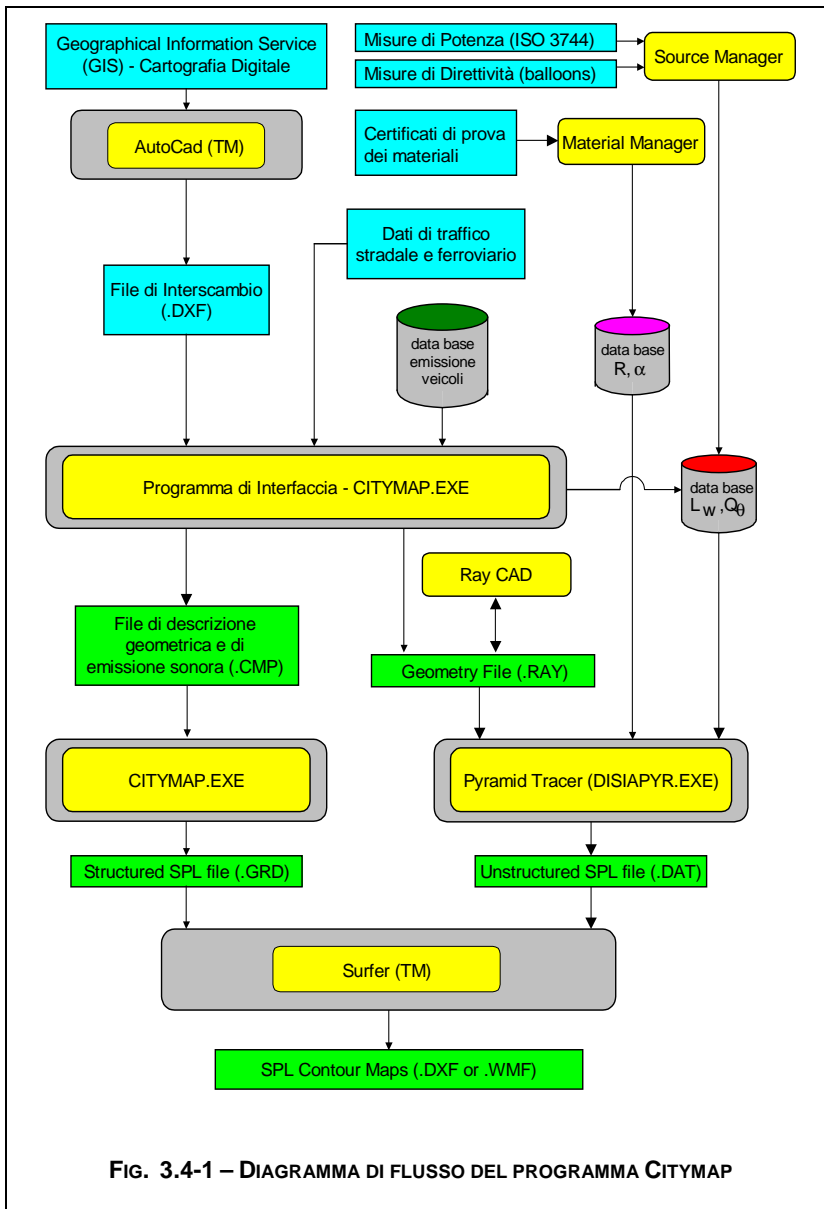 Geographical Information Service
(GIS) - Cartografia Digitale
Misure di Potenza (ISO 3744)
Misure di Direttività (balloons)
Source Manager
AutoCad (TM)
Certificati di prova
dei materiali
Material Manager
Dati di traffico
stradale e ferroviario
File di Interscambio
(.DXF)
data base
emissione
veicoli
data base
R, α
Programma di Interfaccia - CITYMAP.EXE
data base
Lw ,Qθ
Ray CAD
File di descrizione
geometrica e di
emissione sonora (.CMP)
Geometry File (.RAY)
CITYMAP.EXE
Pyramid Tracer (DISIAPYR.EXE)
Structured SPL file (.GRD)
Unstructured SPL file (.DAT)
Surfer (TM)
SPL Contour Maps (.DXF or .WMF)
FIG. 3.4-1 – DIAGRAMMA DI FLUSSO DEL PROGRAMMA CITYMAP